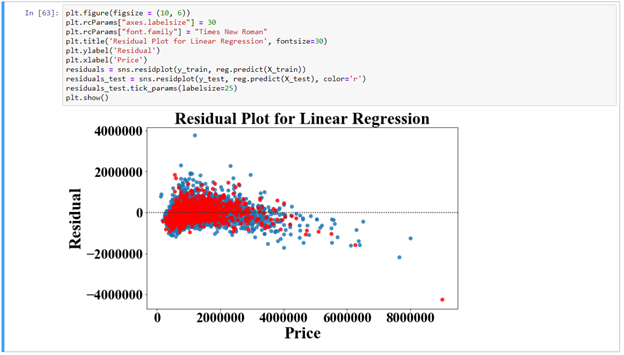 In [63]: plt.figure(figsize = (10, 6))
plt.rcParams["axes.labelsize"] = 30
plt.rcParams["font.family"] = "Times New Roman"
plt.title('Residual Plot for Linear Regression', fontsize=30)
plt.ylabel('Residual')
plt.xlabel('Price')
residuals = sns.residplot(y_train, reg.predict(X_train))
residuals_test = sns.residplot(y_test, reg.predict(X_test), color='r')
residuals_test.tick_params(labelsize=25)
plt.show()
Residual Plot for Linear Regression
4000000
2000000
0
−2000000
−4000000
Residual
0 2000000 4000000 6000000 8000000
Price